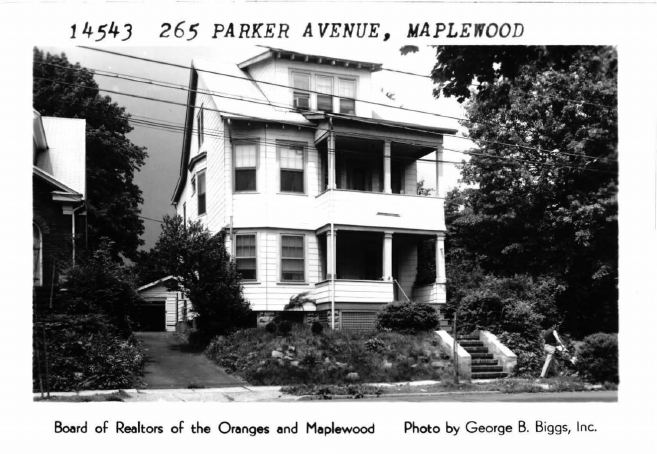 14543 265 PARKER AVENUE, MAPLEWOOD
Board of Realtors of the Oranges and Maplewood Photo by George B. Biggs, Inc.